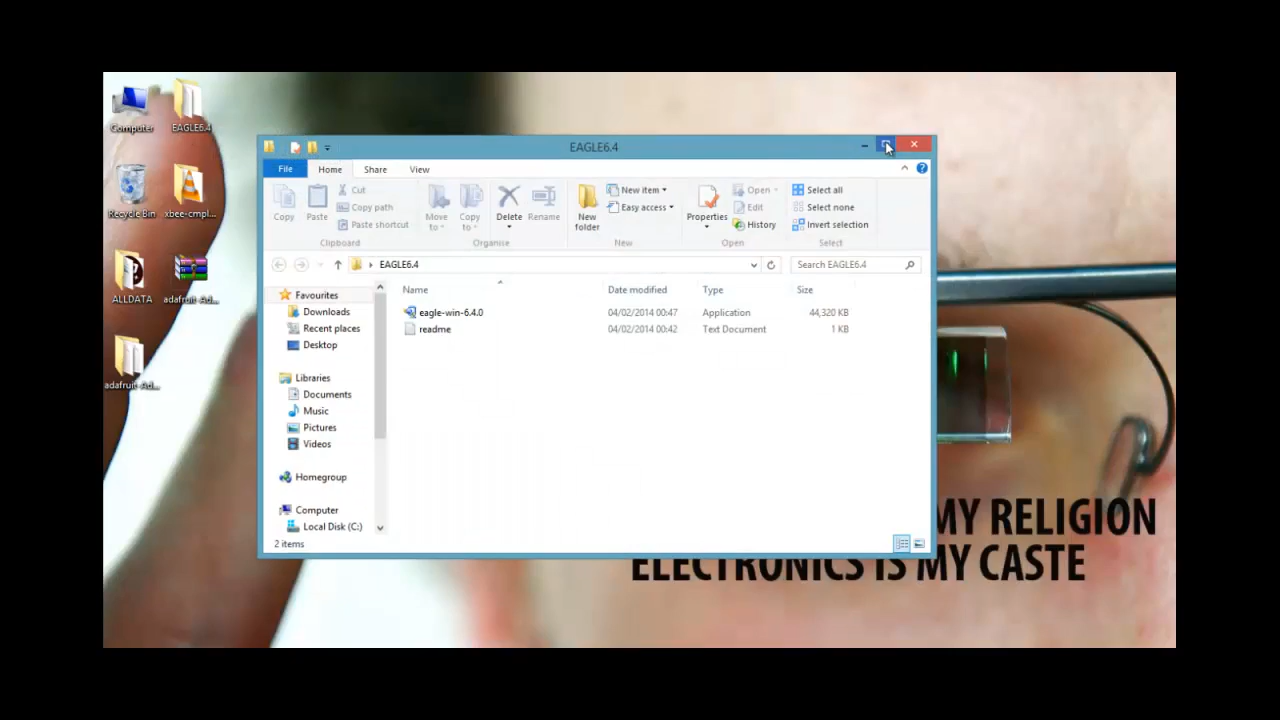 Computer
EAGLE6.4
Recycle Bin
xbee-cmpl...
ALLDATA
adafruit-Ad...
adafruit-Ad...
EAGLE6.4
File
Home
Share
View
Copy
Paste
Cut
Copy path
Paste shortcut
Clipboard
Move to
Copy to
Delete
Rename
Organise
New folder
New item
Easy access
New
Properties
Open
Edit
History
Open
Select all
Select none
Invert selection
Select
EAGLE6.4
Search EAGLE6.4
Favourites
Downloads
Recent places
Desktop
Libraries
Documents
Music
Pictures
Videos
Homegroup
Computer
Local Disk (C:)
Name Date modified Type Size
eagle-win-6.4.0 04/02/2014 00:47 Application 44,320 KB
readme 04/02/2014 00:42 Text Document 1 KB
2 items
MY RELIGION
ELECTRONICS IS MY CASTE